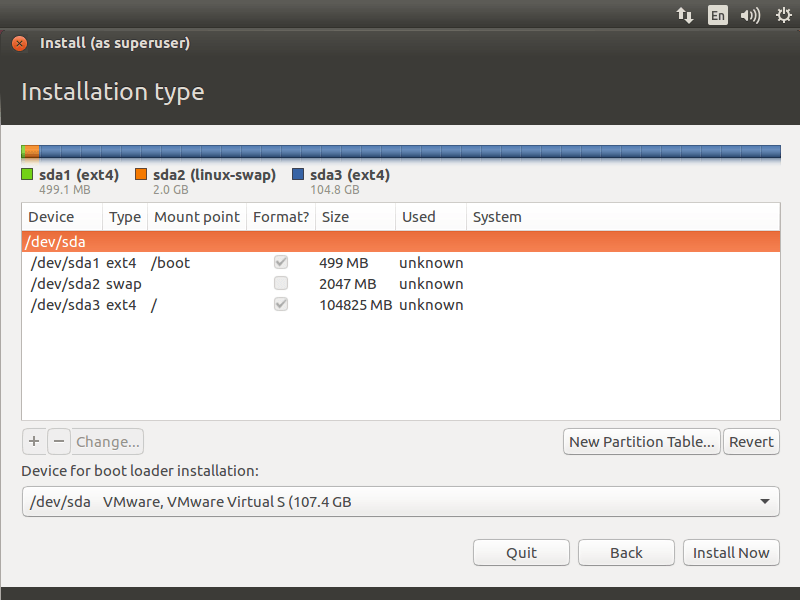 En
Install (as superuser)
Installation type
sda1 (ext4) sda2 (linux-swap) sda3 (ext4)
499.1 MB 2.0 GB 104.8 GB
Device Type Mount point Format? Size Used System
/dev/sda
/dev/sda1 ext4 /boot 499 MB unknown
/dev/sda2 swap 2047 MB unknown
/dev/sda3 ext4 / 104825 MB unknown
+ − Change... New Partition Table... Revert
Device for boot loader installation:
/dev/sda VMware, VMware Virtual S (107.4 GB
Quit Back Install Now